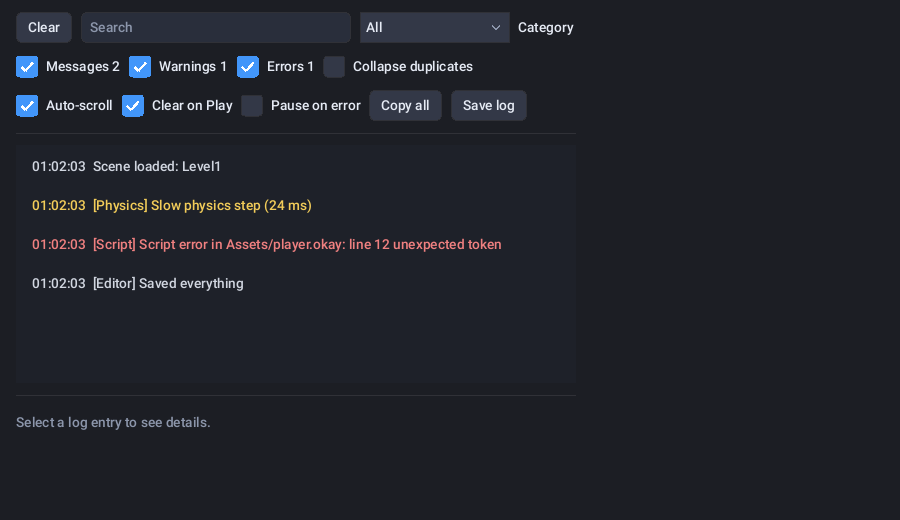 Clear Search All Category
Messages 2 Warnings 1 Errors 1 Collapse duplicates
Auto-scroll Clear on Play Pause on error Copy all Save log
01:02:03 Scene loaded: Level1
01:02:03 [Physics] Slow physics step (24 ms)
01:02:03 [Script] Script error in Assets/player.okay: line 12 unexpected token
01:02:03 [Editor] Saved everything
Select a log entry to see details.